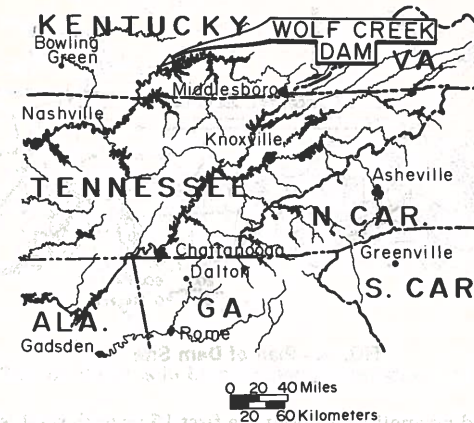 KENTUCKY
WOLF CREEK
DAM
Bowling
Green
VA
Middlesboro
Nashville
Knoxville
TENNESSEE
Asheville
N CAR.
Chattanooga
Greenville
Dalton
S. CAR
GA
ALA.
Rome
Gadsden
0 20 40 Miles
20 60 Kilometers